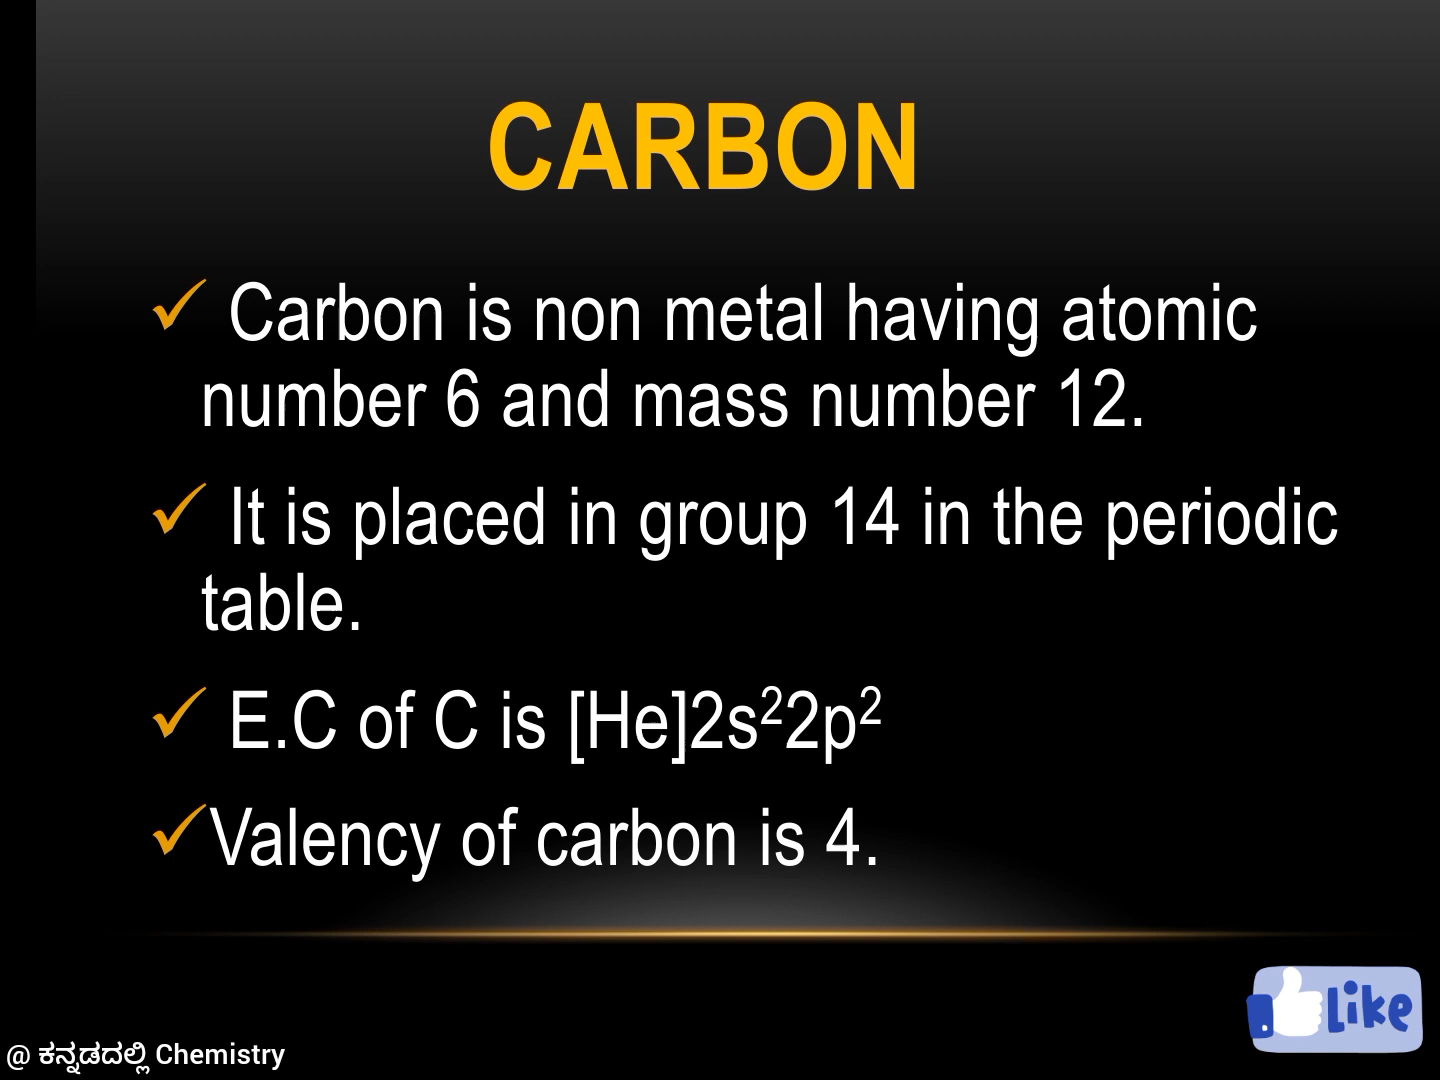 CARBON
✓ Carbon is non metal having atomic
number 6 and mass number 12.
✓ It is placed in group 14 in the periodic
table.
✓ E.C of C is [He]2s²2p²
✓Valency of carbon is 4.
Like
@ ಕನ್ನಡದಲ್ಲಿ Chemistry